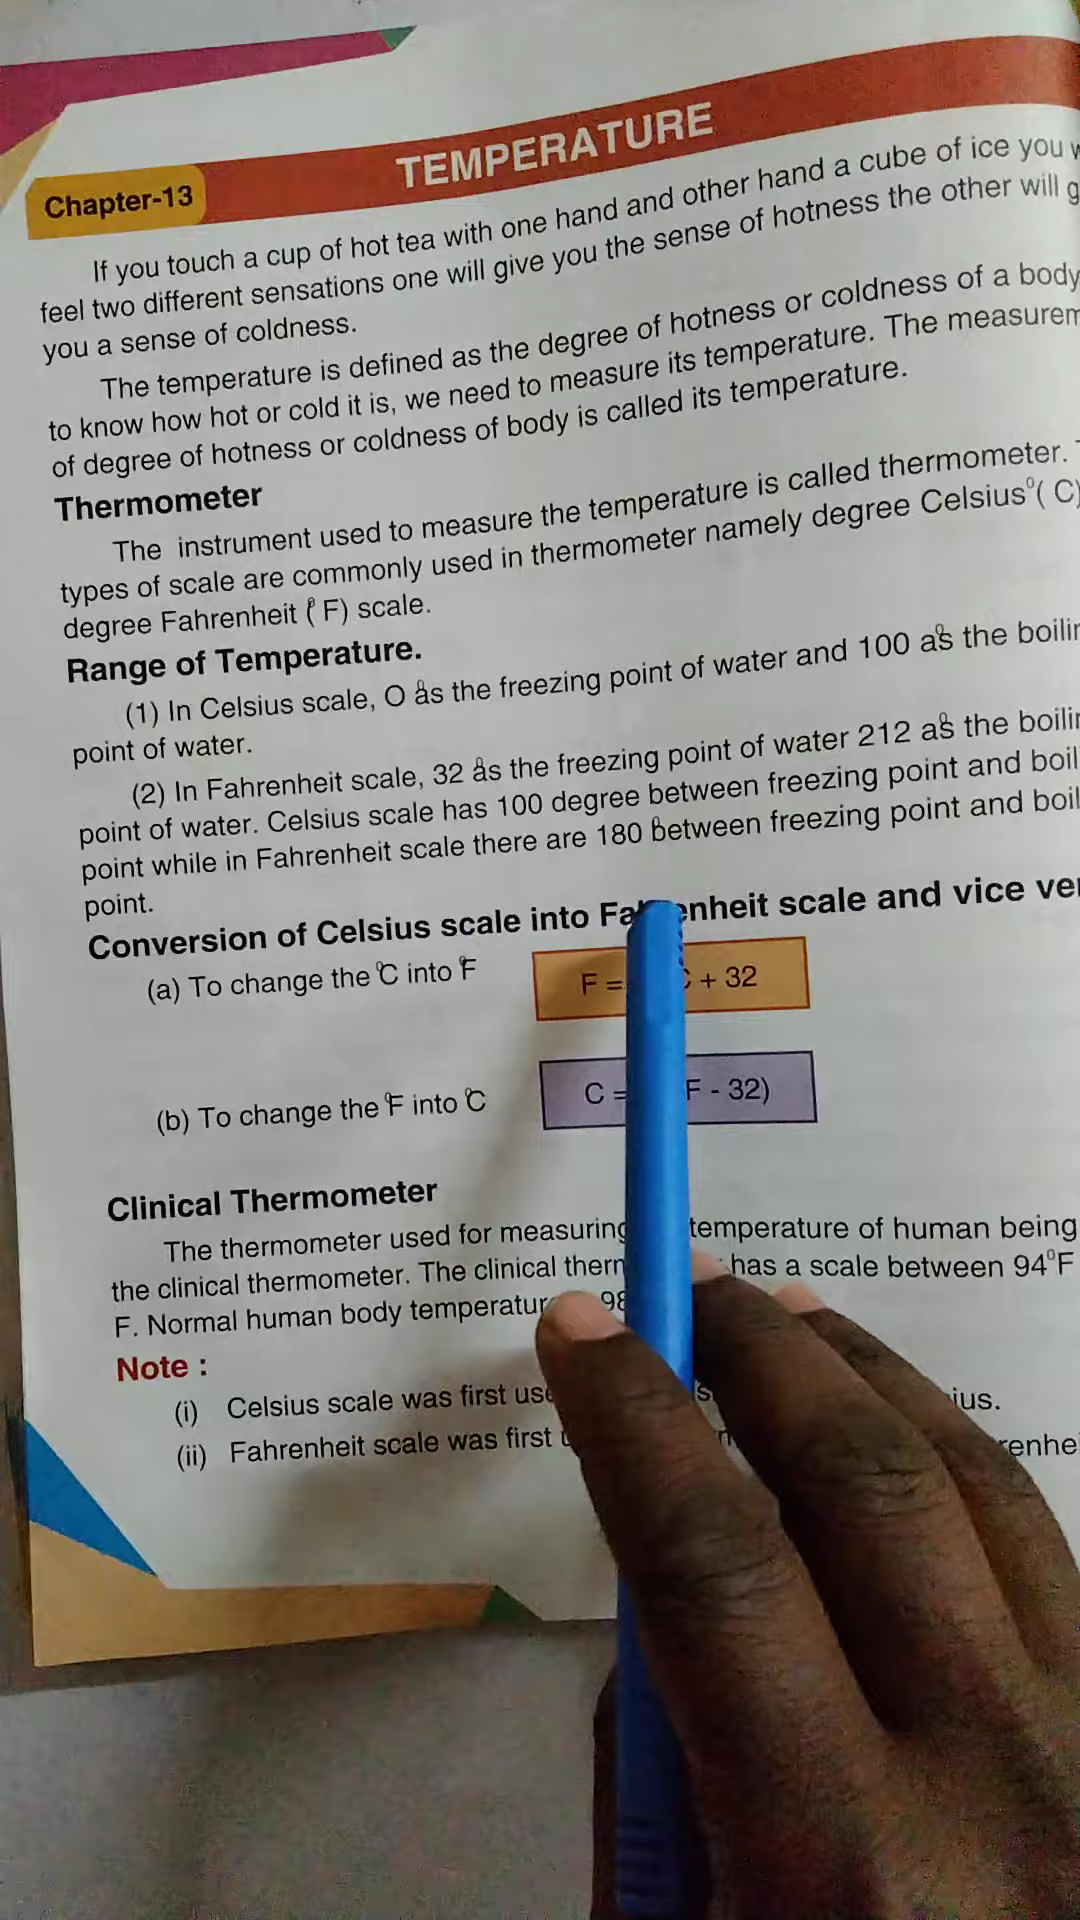 TEMPERATURE
Chapter-13
If you touch a cup of hot tea with one hand and other hand a cube of ice you
feel two different sensations one will give you the sense of hotness the other will
you a sense of coldness.
The temperature is defined as the degree of hotness or coldness of a body
to know how hot or cold it is, we need to measure its temperature. The measurem
of degree of hotness or coldness of body is called its temperature.
Thermometer
The instrument used to measure the temperature is called thermometer.
types of scale are commonly used in thermometer namely degree Celsius°( C)
degree Fahrenheit (° F) scale.
Range of Temperature.
(1) In Celsius scale, O as the freezing point of water and 100 as the boilin
point of water.
(2) In Fahrenheit scale, 32 as the freezing point of water 212 as the boilin
point of water. Celsius scale has 100 degree between freezing point and boil
point while in Fahrenheit scale there are 180 between freezing point and boil
point.
Conversion of Celsius scale into Fa enheit scale and vice ver
(a) To change the °C into °F
F = + 32
(b) To change the °F into °C
C = F - 32)
Clinical Thermometer
The thermometer used for measuring temperature of human being
the clinical thermometer. The clinical ther has a scale between 94°F
F. Normal human body temperatur 98
Note :
(i) Celsius scale was first use ius.
(ii) Fahrenheit scale was first renhei